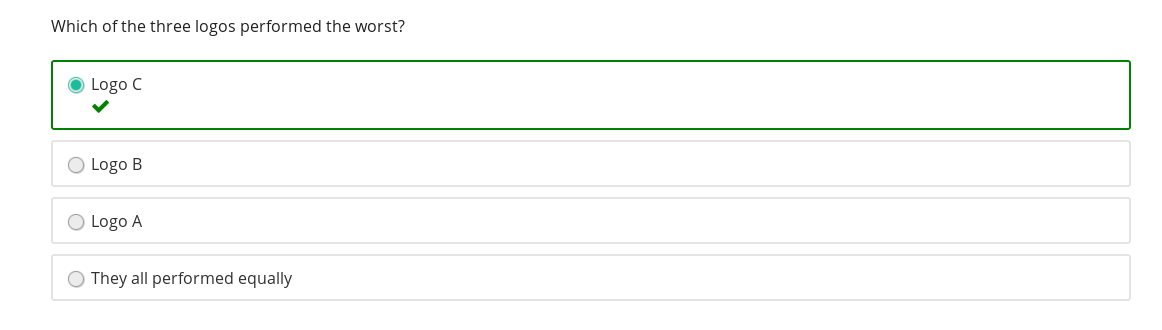 Which of the three logos performed the worst?
Logo C
Logo B
Logo A
They all performed equally